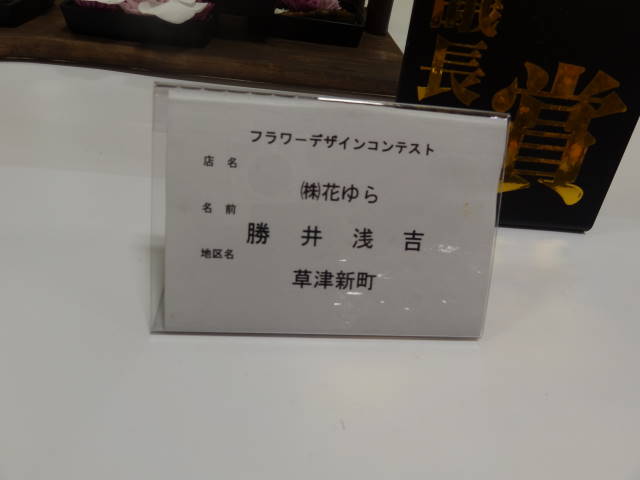 フラワーデザインコンテスト
店名
㈱花ゆら
名前
勝井浅吉
地区名
草津新町
議長
賞